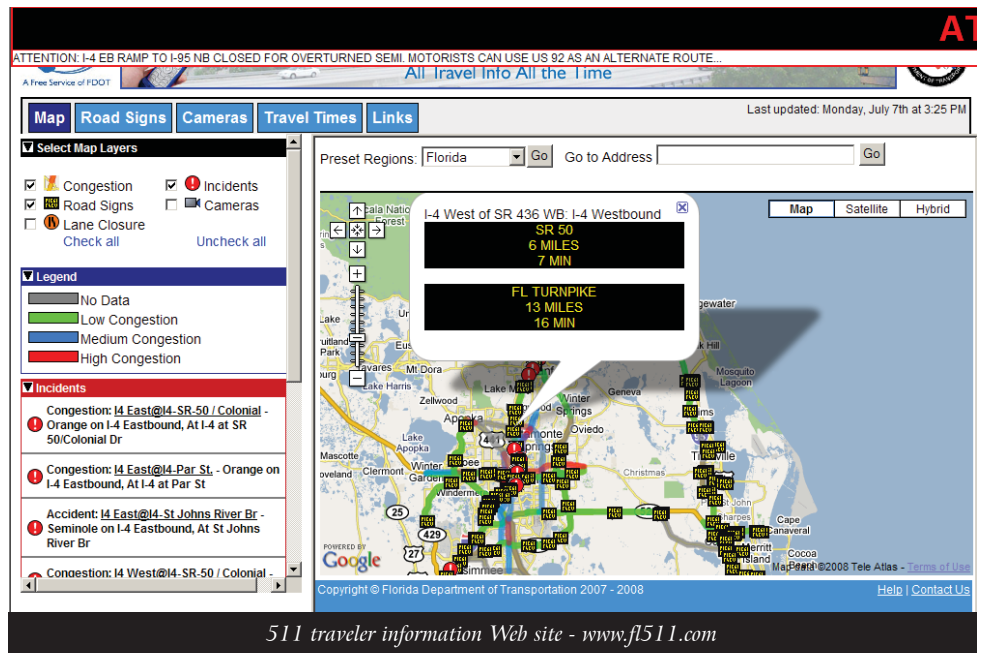 AT
ATTENTION: I-4 EB RAMP TO I-95 NB CLOSED FOR OVERTURNED SEMI. MOTORISTS CAN USE US 92 AS AN ALTERNATE ROUTE...
A Free Service of FDOT
All Travel Info All the Time
Map Road Signs Cameras Travel Times Links
Last updated: Monday, July 7th at 3:25 PM
Select Map Layers
Congestion Incidents
Road Signs Cameras
Lane Closure
Check all Uncheck all
Legend
No Data
Low Congestion
Medium Congestion
High Congestion
Incidents
Congestion: I4 East@I4-SR-50 / Colonial -
Orange on I-4 Eastbound, At I-4 at SR
50/Colonial Dr
Congestion: I4 East@I4-Par St. - Orange on
I-4 Eastbound, At I-4 at Par St
Accident: I4 East@I4-St Johns River Br -
Seminole on I-4 Eastbound, At St Johns
River Br
Congestion: I4 West@I4-SR-50 / Colonial -
Preset Regions: Florida Go Go to Address Go
Map Satellite Hybrid
I-4 West of SR 436 WB: I-4 Westbound
SR 50
6 MILES
7 MIN
FL TURNPIKE
13 MILES
16 MIN
Forest
Lake
Park
Mt Dora
Lake Harris
Zellwood
Geneva
Mosquito
Lagoon
Winter
Springs
Oviedo
Lake
Apopka
441
Mascotte
Clermont
Winter
Garden
Windermere
Christmas
25
429
27
Cape
Canaveral
Cocoa
POWERED BY
Google
Map data ©2008 Tele Atlas - Terms of Use
Copyright © Florida Department of Transportation 2007 - 2008
Help | Contact Us
511 traveler information Web site - www.fl511.com